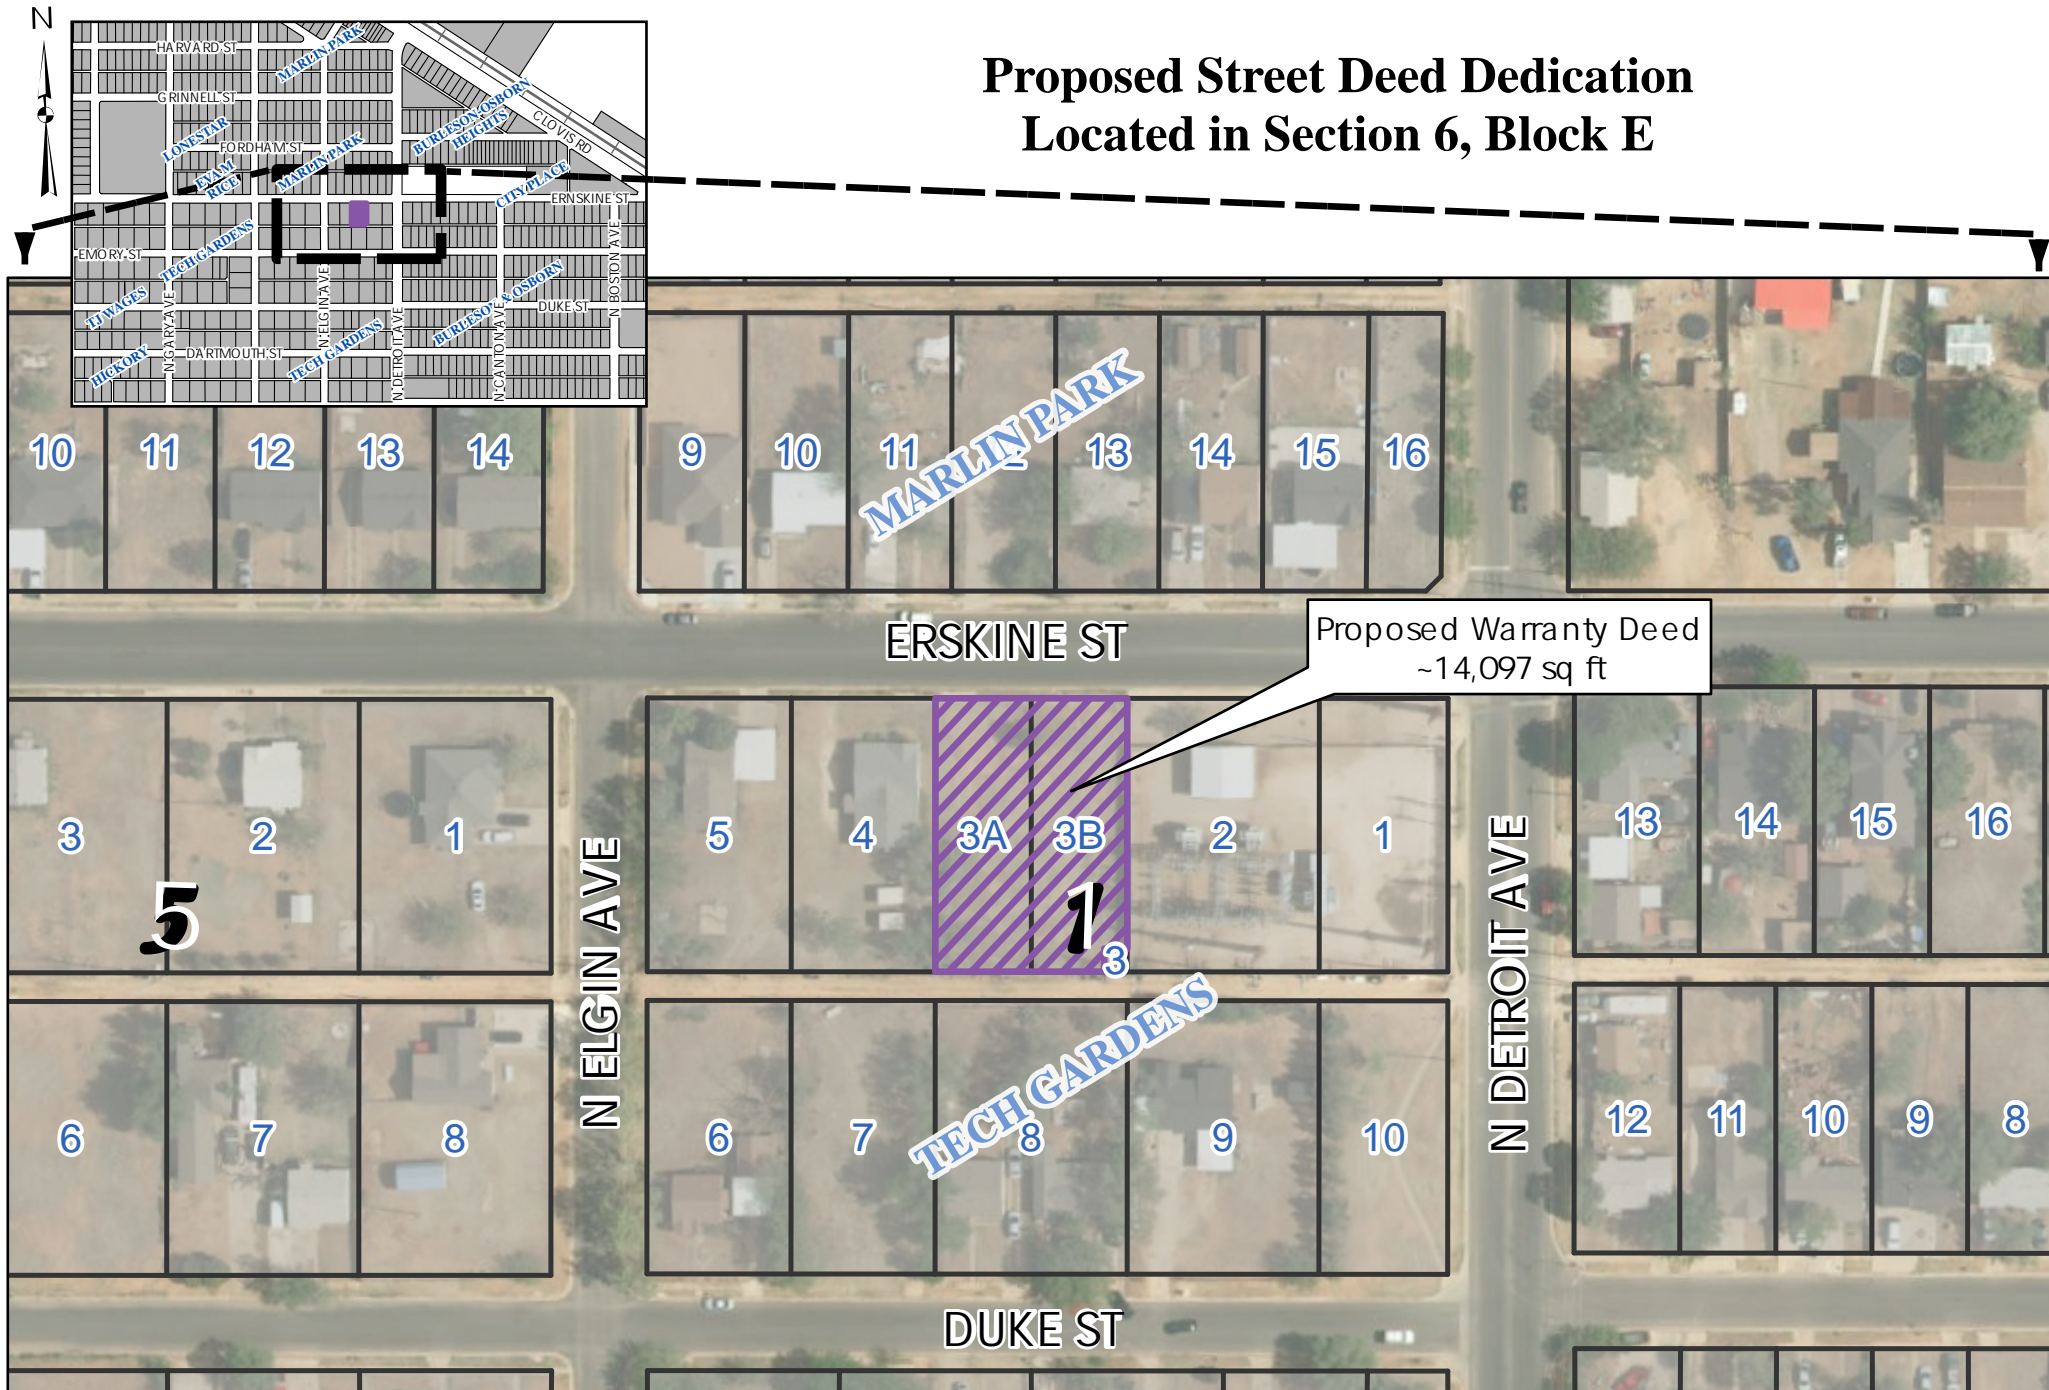 N
Proposed Street Deed Dedication
Located in Section 6, Block E
HARVARD ST
MARLIN PARK
GRINNELL ST
BURLESON OSBORN
HEIGHTS
CLOVIS RD
LONESTAR
FORDHAM ST
MARLIN PARK
EVAM
RICE
CITY PLACE
ERNSKINE ST
EMORY ST
TECH GARDENS
N BOSTON AVE
TJ WAGES
N GARY AVE
N ELGIN AVE
N DETROIT AVE
BURLESON & OSBORN
N CANTON AVE
DUKE ST
HICKORY
DARTMOUTH ST
TECH GARDENS
10 11 12 13 14 9 10 11 13 14 15 16
MARLIN PARK
ERSKINE ST
Proposed Warranty Deed
~14,097 sq ft
3 2 1 5 4 3A 3B 2 1 13 14 15 16
5
1
3
N ELGIN AVE
N DETROIT AVE
TECH GARDENS
6 7 8 6 7 8 9 10 12 11 10 9 8
DUKE ST